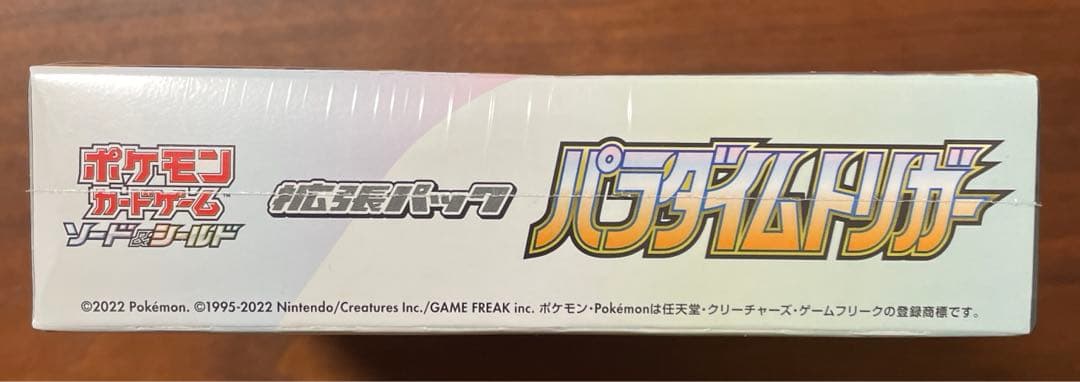 ポケモン
カードゲーム™
ソード&シールド
拡張パック
パラダイムトリガー
©2022 Pokémon. ©1995-2022 Nintendo/Creatures Inc./GAME FREAK inc. ポケモン・Pokémonは任天堂・クリーチャーズ・ゲームフリークの登録商標です。